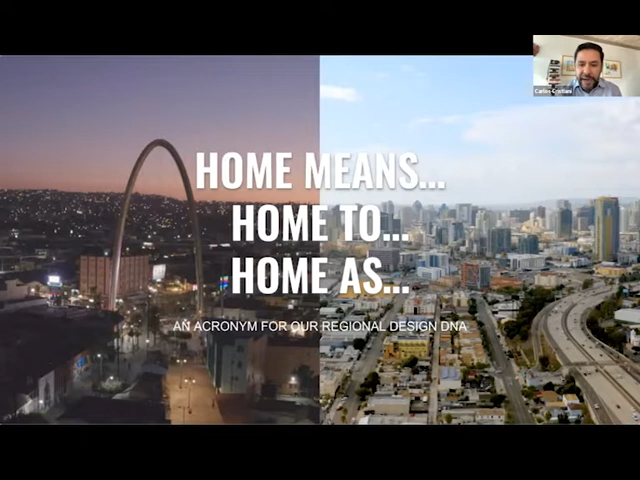 Carlos Cristiani
HOME MEANS...
HOME TO...
HOME AS...
AN ACRONYM FOR OUR REGIONAL DESIGN DNA